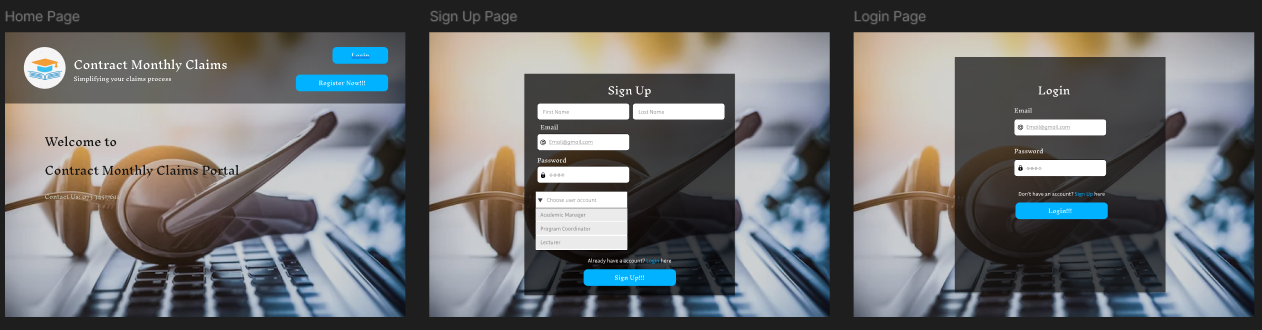 Home Page
Contract Monthly Claims
Simplifying your claims process
Login
Register Now!!!
Welcome to
Contract Monthly Claims Portal
Contact Us:
Sign Up Page
Sign Up
First Name
Last Name
Email
Email@gmail.com
Password
Choose user account
Academic Manager
Program Coordinator
Lecturer
Already have a account? Login here
Sign Up!!!
Login Page
Login
Email
Email@gmail.com
Password
Don't have an account? Sign Up here
Login!!!